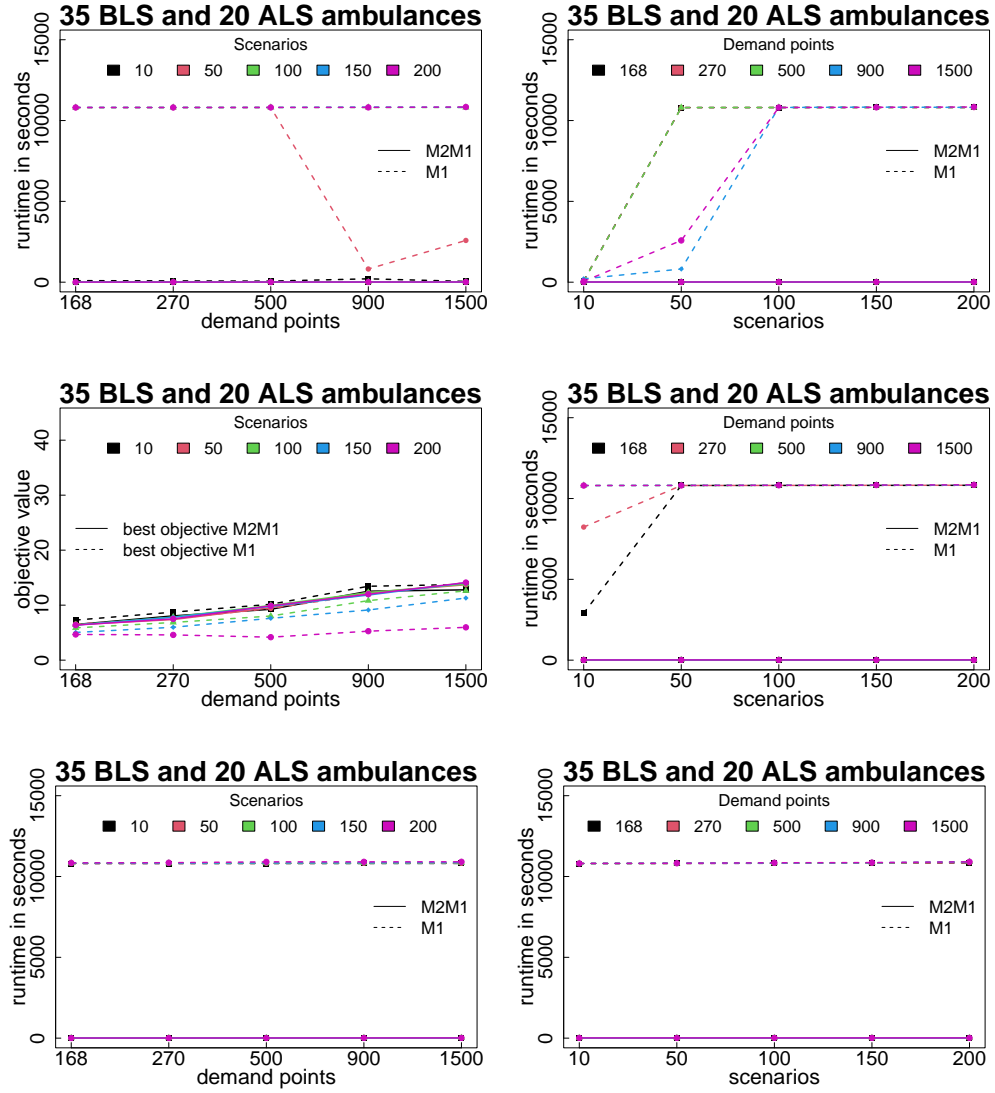 35 BLS and 20 ALS ambulances
Scenarios
10 50 100 150 200
M2M1
M1
runtime in seconds
0 5000 10000 15000
168 270 500 900 1500
demand points
35 BLS and 20 ALS ambulances
Demand points
168 270 500 900 1500
M2M1
M1
runtime in seconds
0 5000 10000 15000
10 50 100 150 200
scenarios
35 BLS and 20 ALS ambulances
Scenarios
10 50 100 150 200
best objective M2M1
best objective M1
objective value
0 10 20 30 40
168 270 500 900 1500
demand points
35 BLS and 20 ALS ambulances
Demand points
168 270 500 900 1500
M2M1
M1
runtime in seconds
0 5000 10000 15000
10 50 100 150 200
scenarios
35 BLS and 20 ALS ambulances
Scenarios
10 50 100 150 200
M2M1
M1
runtime in seconds
0 5000 10000 15000
168 270 500 900 1500
demand points
35 BLS and 20 ALS ambulances
Demand points
168 270 500 900 1500
M2M1
M1
runtime in seconds
0 5000 10000 15000
10 50 100 150 200
scenarios